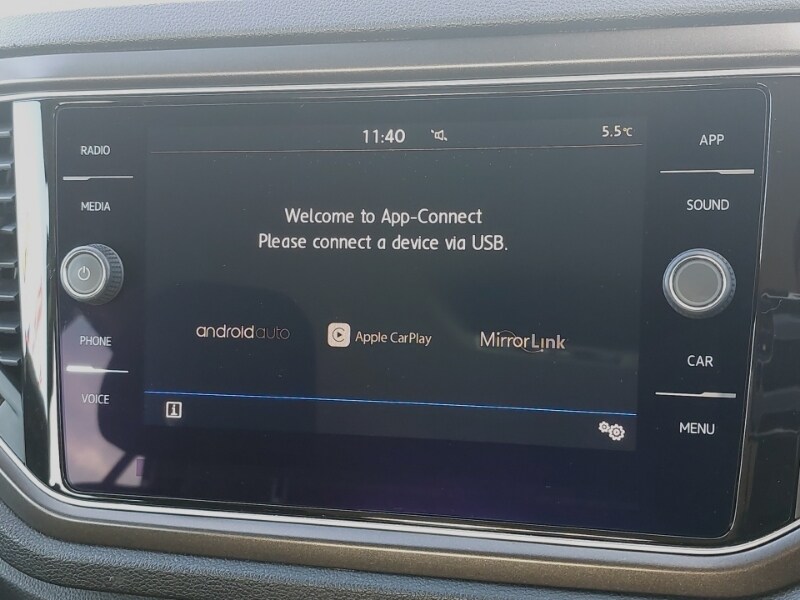 RADIO
MEDIA
PHONE
VOICE
11:40
5.5°C
Welcome to App-Connect
Please connect a device via USB.
androidauto
Apple CarPlay
MirrorLink
i
APP
SOUND
CAR
MENU